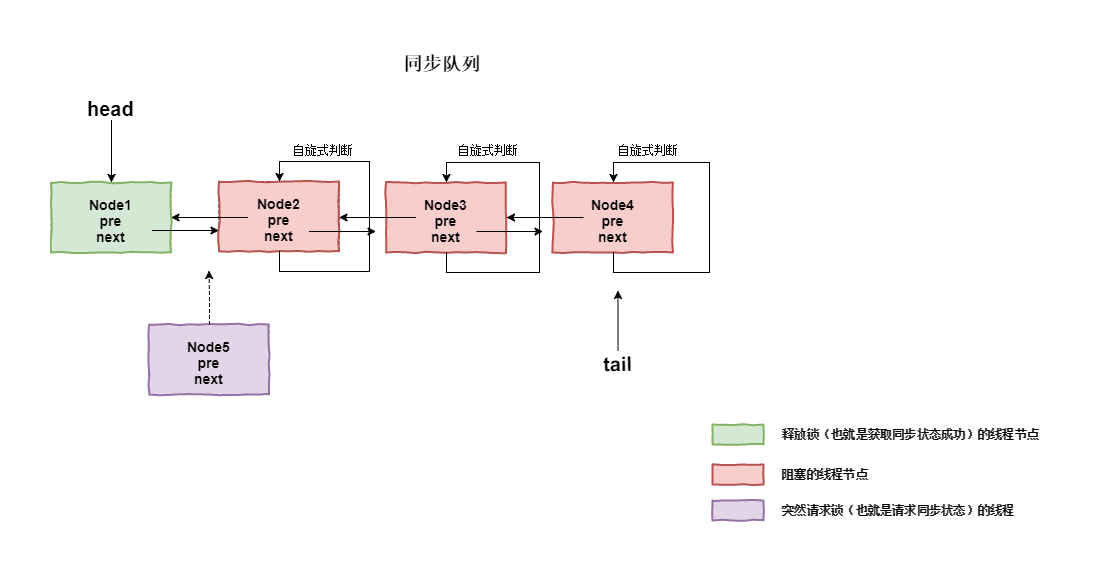 同步队列
head
自旋式判断
自旋式判断
自旋式判断
Node1
pre
next
Node2
pre
next
Node3
pre
next
Node4
pre
next
Node5
pre
next
tail
释放锁（也就是获取同步状态成功）的线程节点
阻塞的线程节点
突然请求锁（也就是请求同步状态）的线程